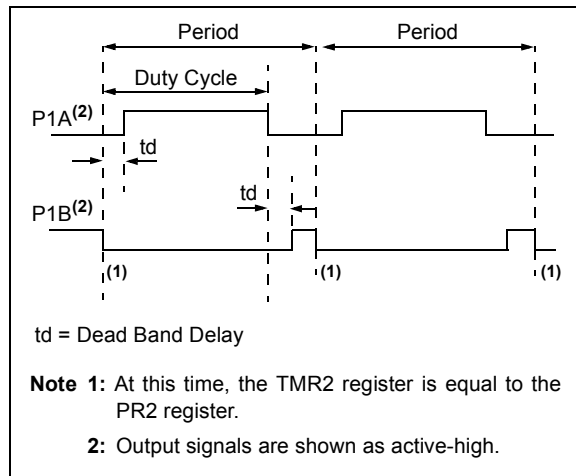 Period Period
Duty Cycle
P1A(2)
td
td
P1B(2)
(1) (1) (1)
td = Dead Band Delay
Note 1: At this time, the TMR2 register is equal to the
PR2 register.
2: Output signals are shown as active-high.